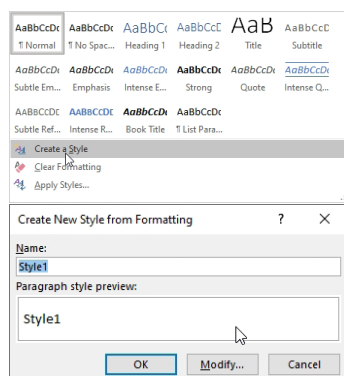 AaBbCcDc AaBbCcDc AaBbCc AaBbCcD AaB AaBbCcD
¶ Normal ¶ No Spac... Heading 1 Heading 2 Title Subtitle
AaBbCcDc AaBbCcDc AaBbCcDc AaBbCcDc AaBbCcDc AaBbCcDc
Subtle Em... Emphasis Intense E... Strong Quote Intense Q...
AABBCCDC AABBCCDC AaBbCcDc AaBbCcDc
Subtle Ref... Intense R... Book Title ¶ List Para...
Create a Style
Clear Formatting
Apply Styles...
Create New Style from Formatting ? ×
Name:
Style1
Paragraph style preview:
Style1
OK Modify... Cancel